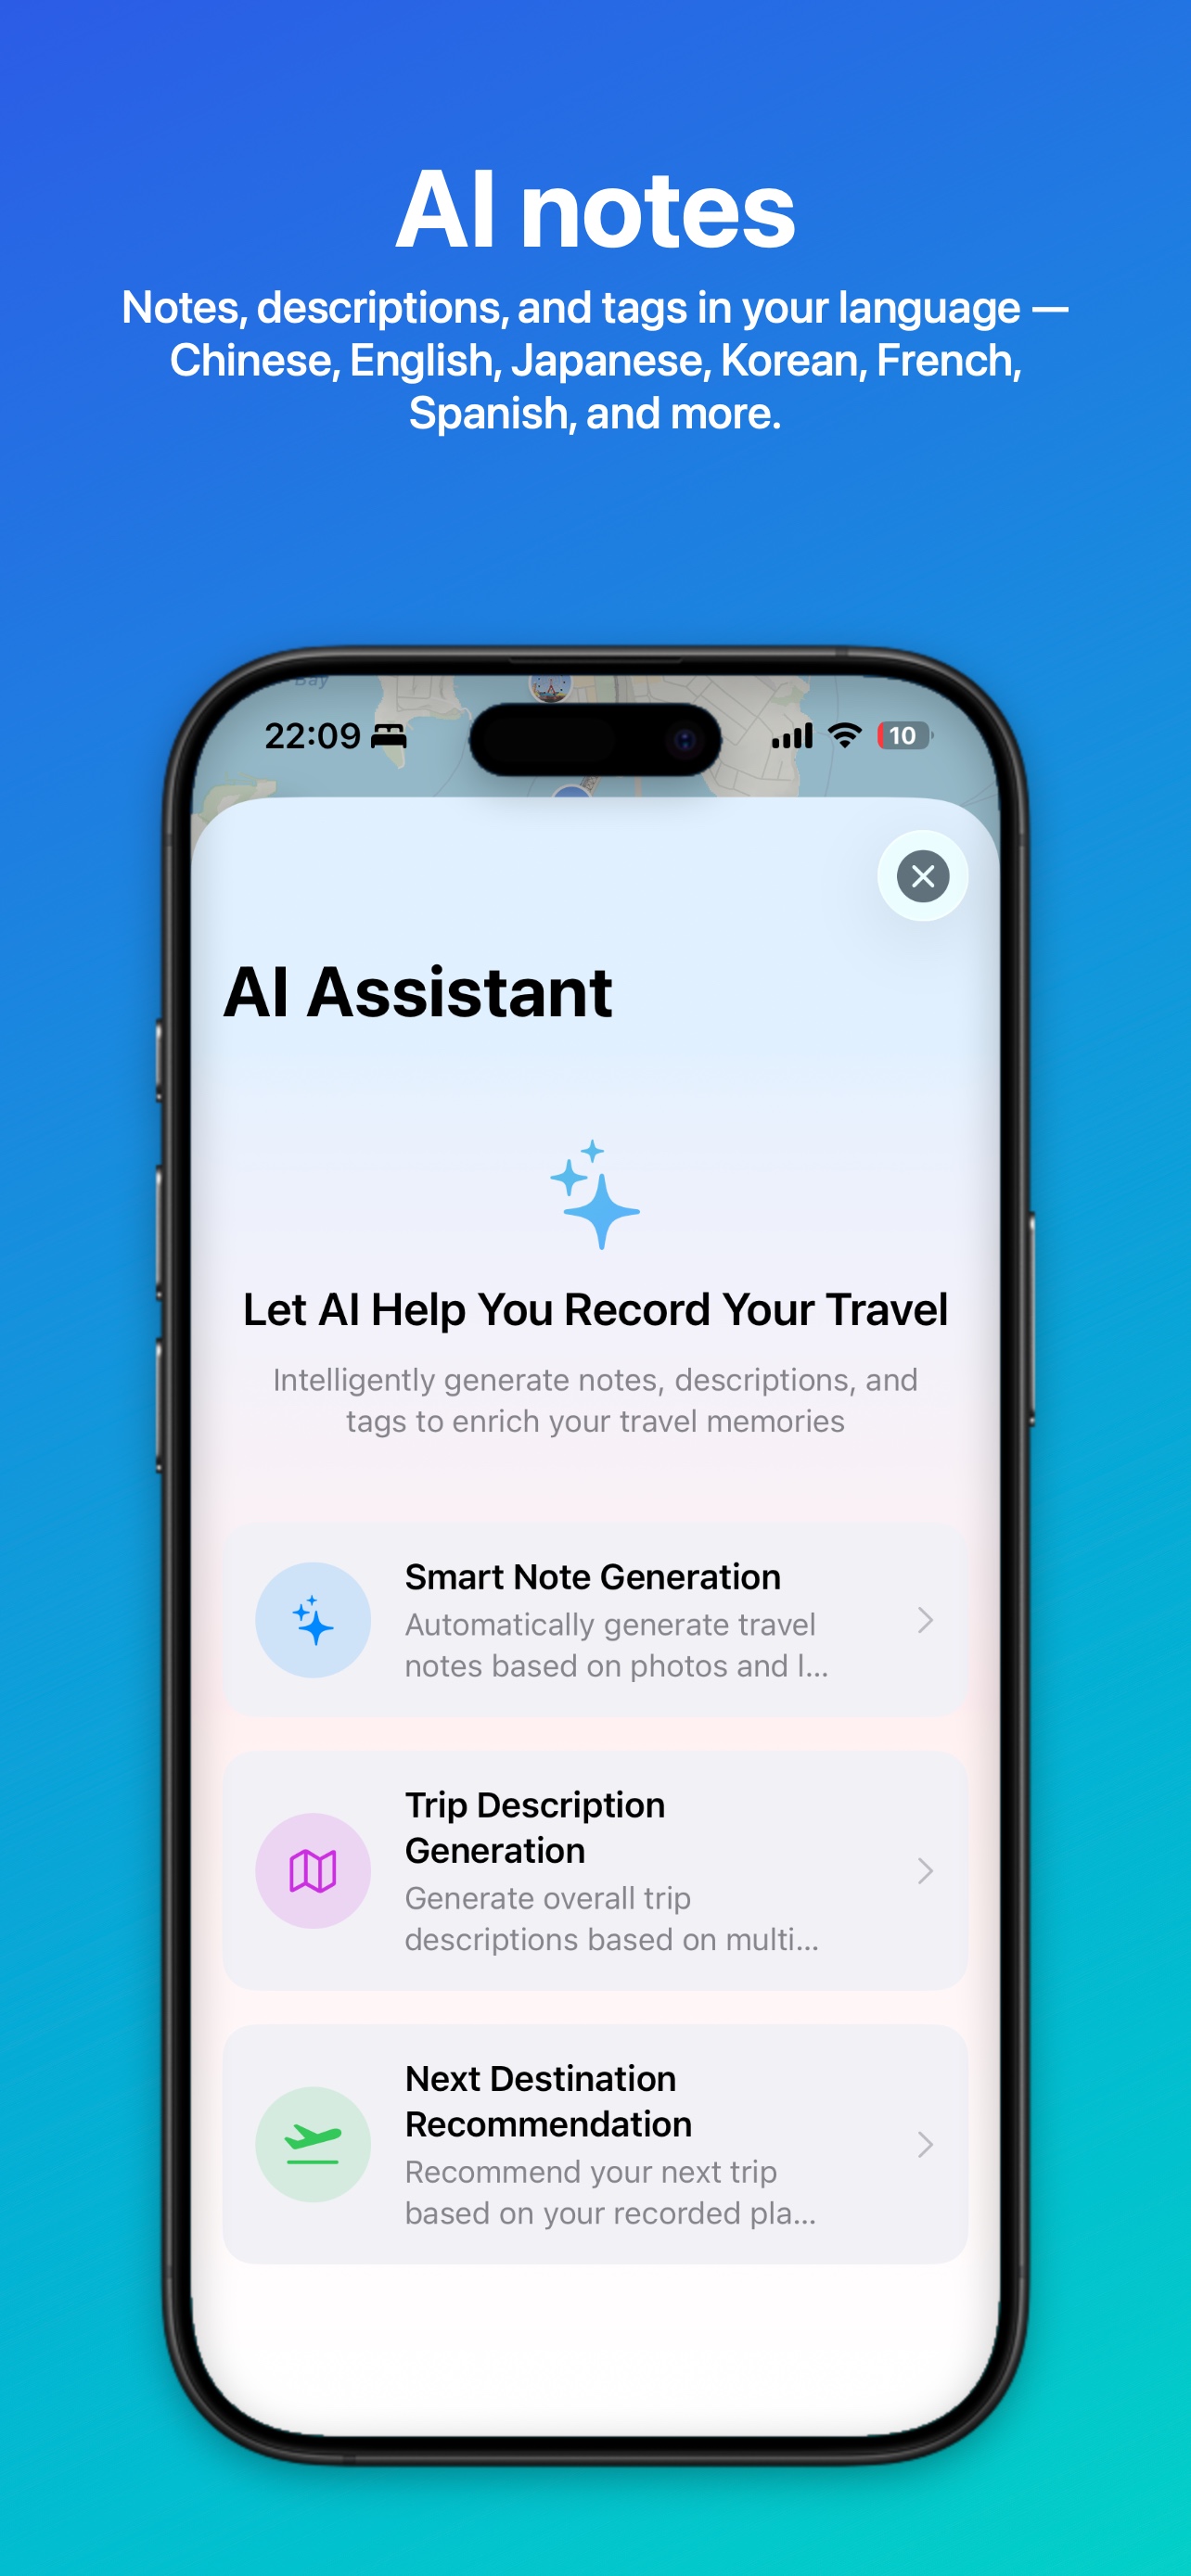 AI notes
Notes, descriptions, and tags in your language —
Chinese, English, Japanese, Korean, French,
Spanish, and more.
Bay
22:09
10
AI Assistant
Let AI Help You Record Your Travel
Intelligently generate notes, descriptions, and
tags to enrich your travel memories
Smart Note Generation
Automatically generate travel
notes based on photos and l...
Trip Description
Generation
Generate overall trip
descriptions based on multi...
Next Destination
Recommendation
Recommend your next trip
based on your recorded pla...